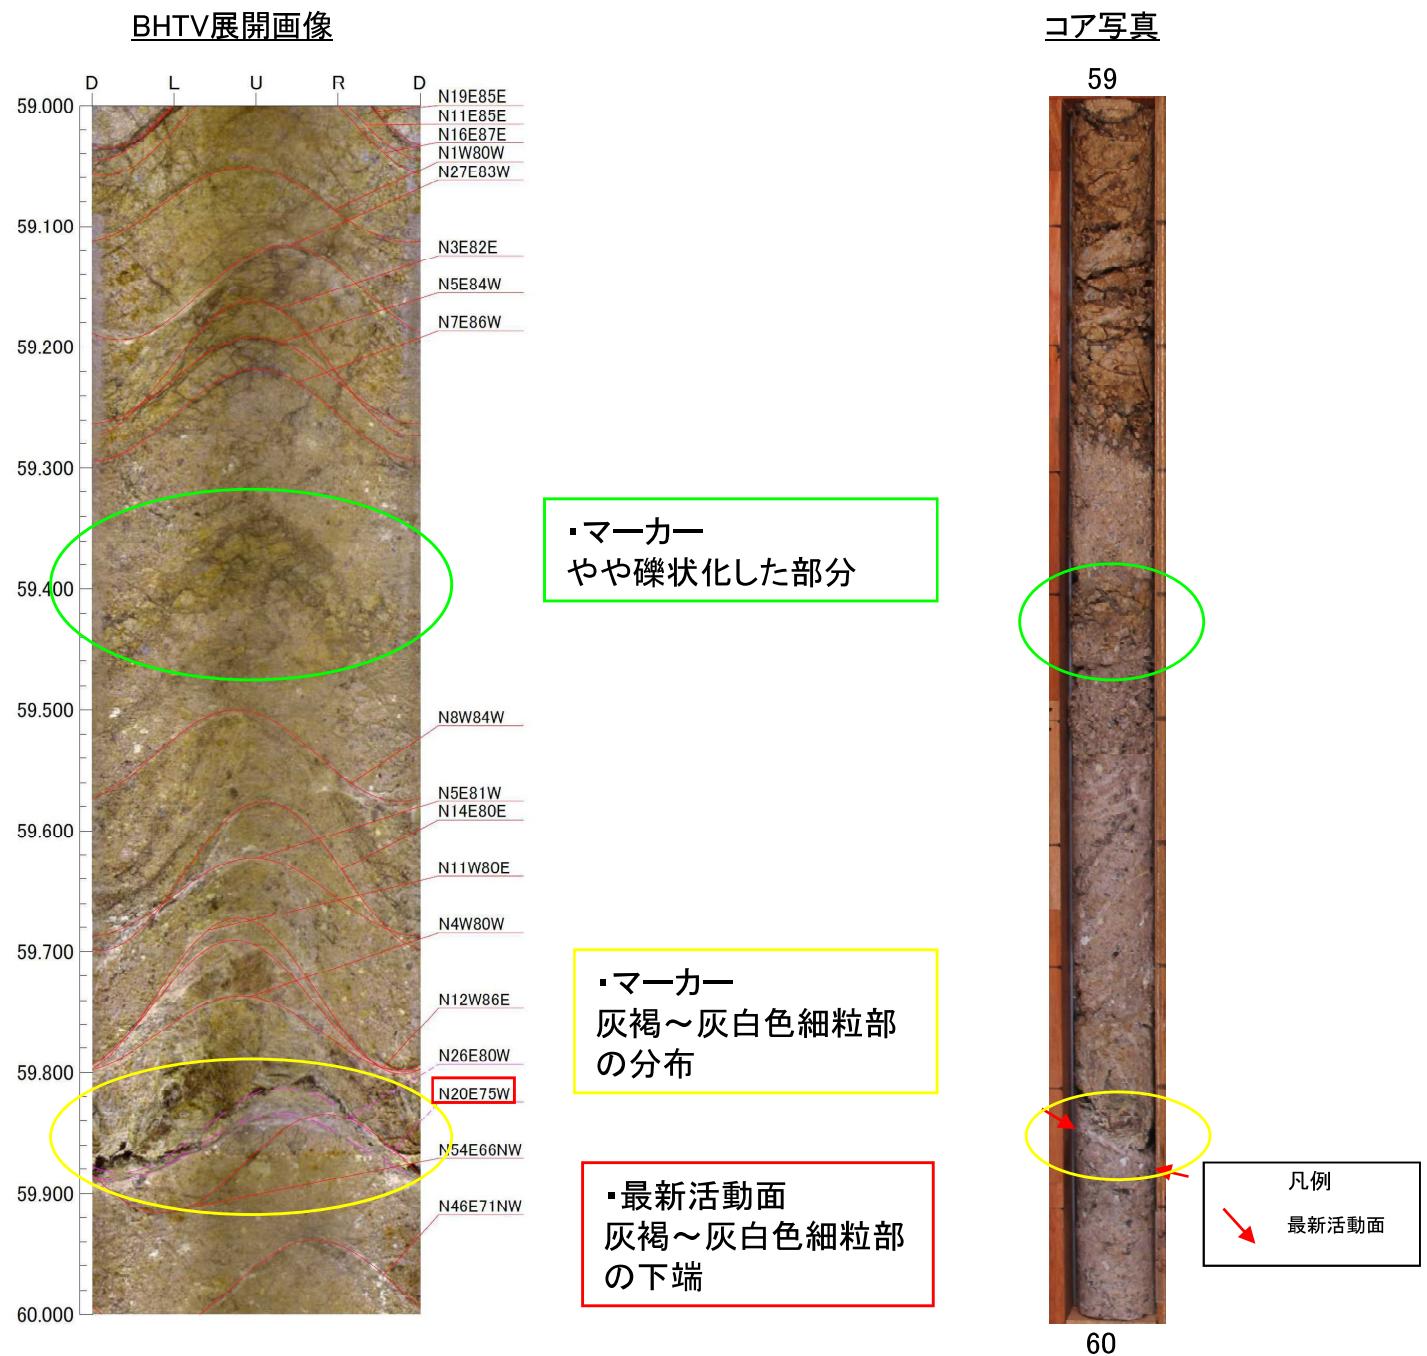 BHTV展開画像
コア写真
D L U R D
59
59.000
59.100
59.200
59.300
59.400
59.500
59.600
59.700
59.800
59.900
60.000
N19E85E
N11E85E
N16E87E
N1W80W
N27E83W
N3E82E
N5E84W
N7E86W
N8W84W
N5E81W
N14E80E
N11W80E
N4W80W
N12W86E
N26E80W
N20E75W
N54E66NW
N46E71NW
・マーカー
やや礫状化した部分
・マーカー
灰褐～灰白色細粒部
の分布
・最新活動面
灰褐～灰白色細粒部
の下端
凡例
最新活動面
60